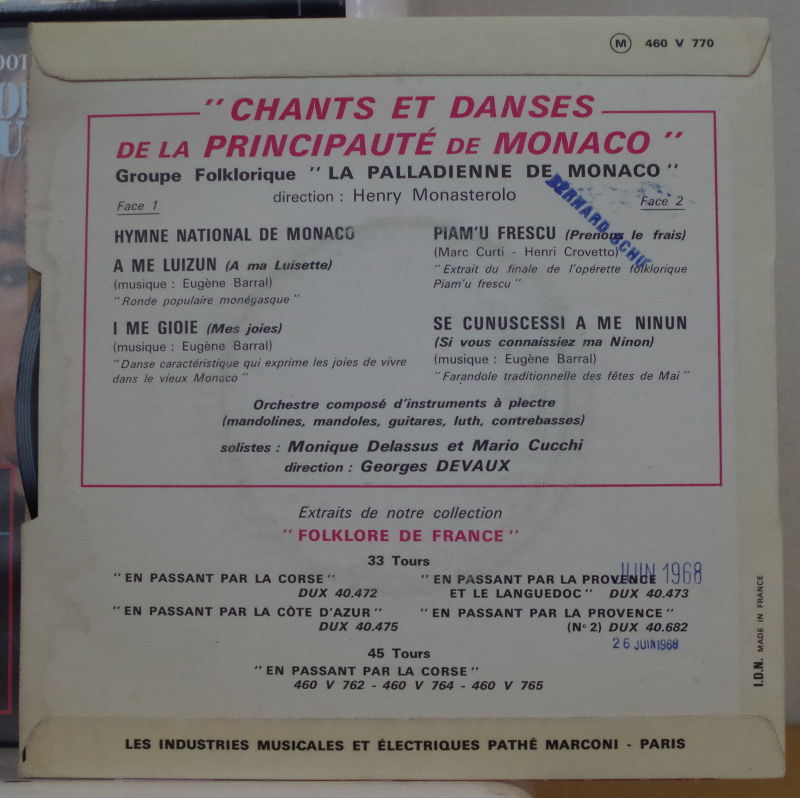 Ⓜ 460 V 770
" CHANTS ET DANSES
DE LA PRINCIPAUTÉ DE MONACO "
Groupe Folklorique " LA PALLADIENNE DE MONACO "
direction : Henry Monasterolo
Face 1
HYMNE NATIONAL DE MONACO
A ME LUIZUN (A ma Luisette)
(musique : Eugène Barral)
" Ronde populaire monégasque "
I ME GIOIE (Mes joies)
(musique : Eugène Barral)
" Danse caractéristique qui exprime les joies de vivre
dans le vieux Monaco "
Face 2
PIAM'U FRESCU (Prenons le frais)
(Marc Curti - Henri Crovetto)
" Extrait du finale de l'opérette folklorique
Piam'u frescu "
SE CUNUSCESSI A ME NINUN
(Si vous connaissiez ma Ninon)
(musique : Eugène Barral)
" Farandole traditionnelle des fêtes de Mai "
BERNARD
Orchestre composé d'instruments à plectre
(mandolines, mandoles, guitares, luth, contrebasses)
solistes : Monique Delassus et Mario Cucchi
direction : Georges DEVAUX
Extraits de notre collection
" FOLKLORE DE FRANCE "
33 Tours
" EN PASSANT PAR LA CORSE "
DUX 40.472
" EN PASSANT PAR LA PROVENCE
ET LE LANGUEDOC " DUX 40.473
" EN PASSANT PAR LA CÔTE D'AZUR "
DUX 40.475
" EN PASSANT PAR LA PROVENCE "
(Nº 2) DUX 40.682
JUIN 1968
26 JUIN 1968
45 Tours
" EN PASSANT PAR LA CORSE "
460 V 762 - 460 V 764 - 460 V 765
I.D.N. MADE IN FRANCE
LES INDUSTRIES MUSICALES ET ÉLECTRIQUES PATHÉ MARCONI - PARIS